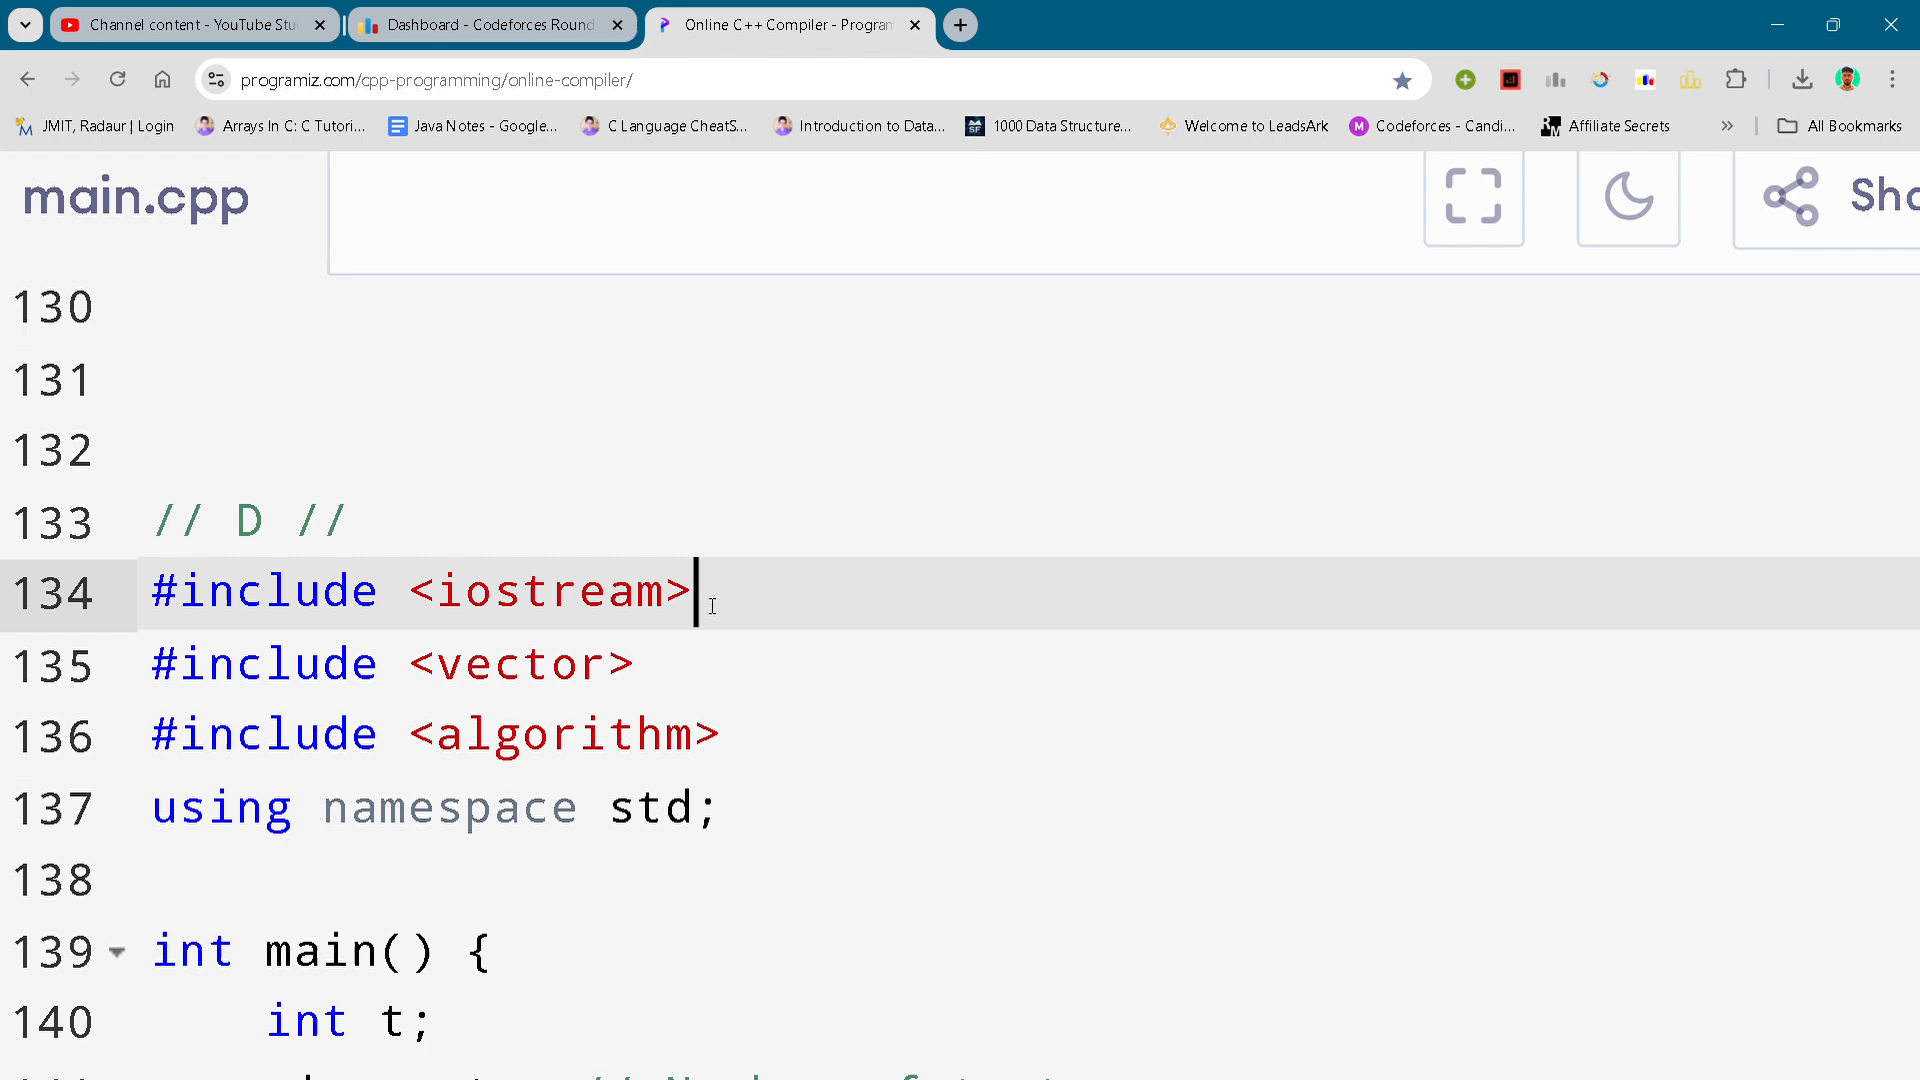 Channel content - YouTube Stu
Dashboard - Codeforces Round
Online C++ Compiler - Program
programiz.com/cpp-programming/online-compiler/
JMIT, Radaur | Login
Arrays In C: C Tutori...
Java Notes - Google...
C Language CheatS...
Introduction to Data...
1000 Data Structure...
Welcome to LeadsArk
Codeforces - Candi...
Affiliate Secrets
»
All Bookmarks
main.cpp
Sha
130
131
132
133 // D //
134 #include <iostream>
135 #include <vector>
136 #include <algorithm>
137 using namespace std;
138
139 int main() {
140 int t;